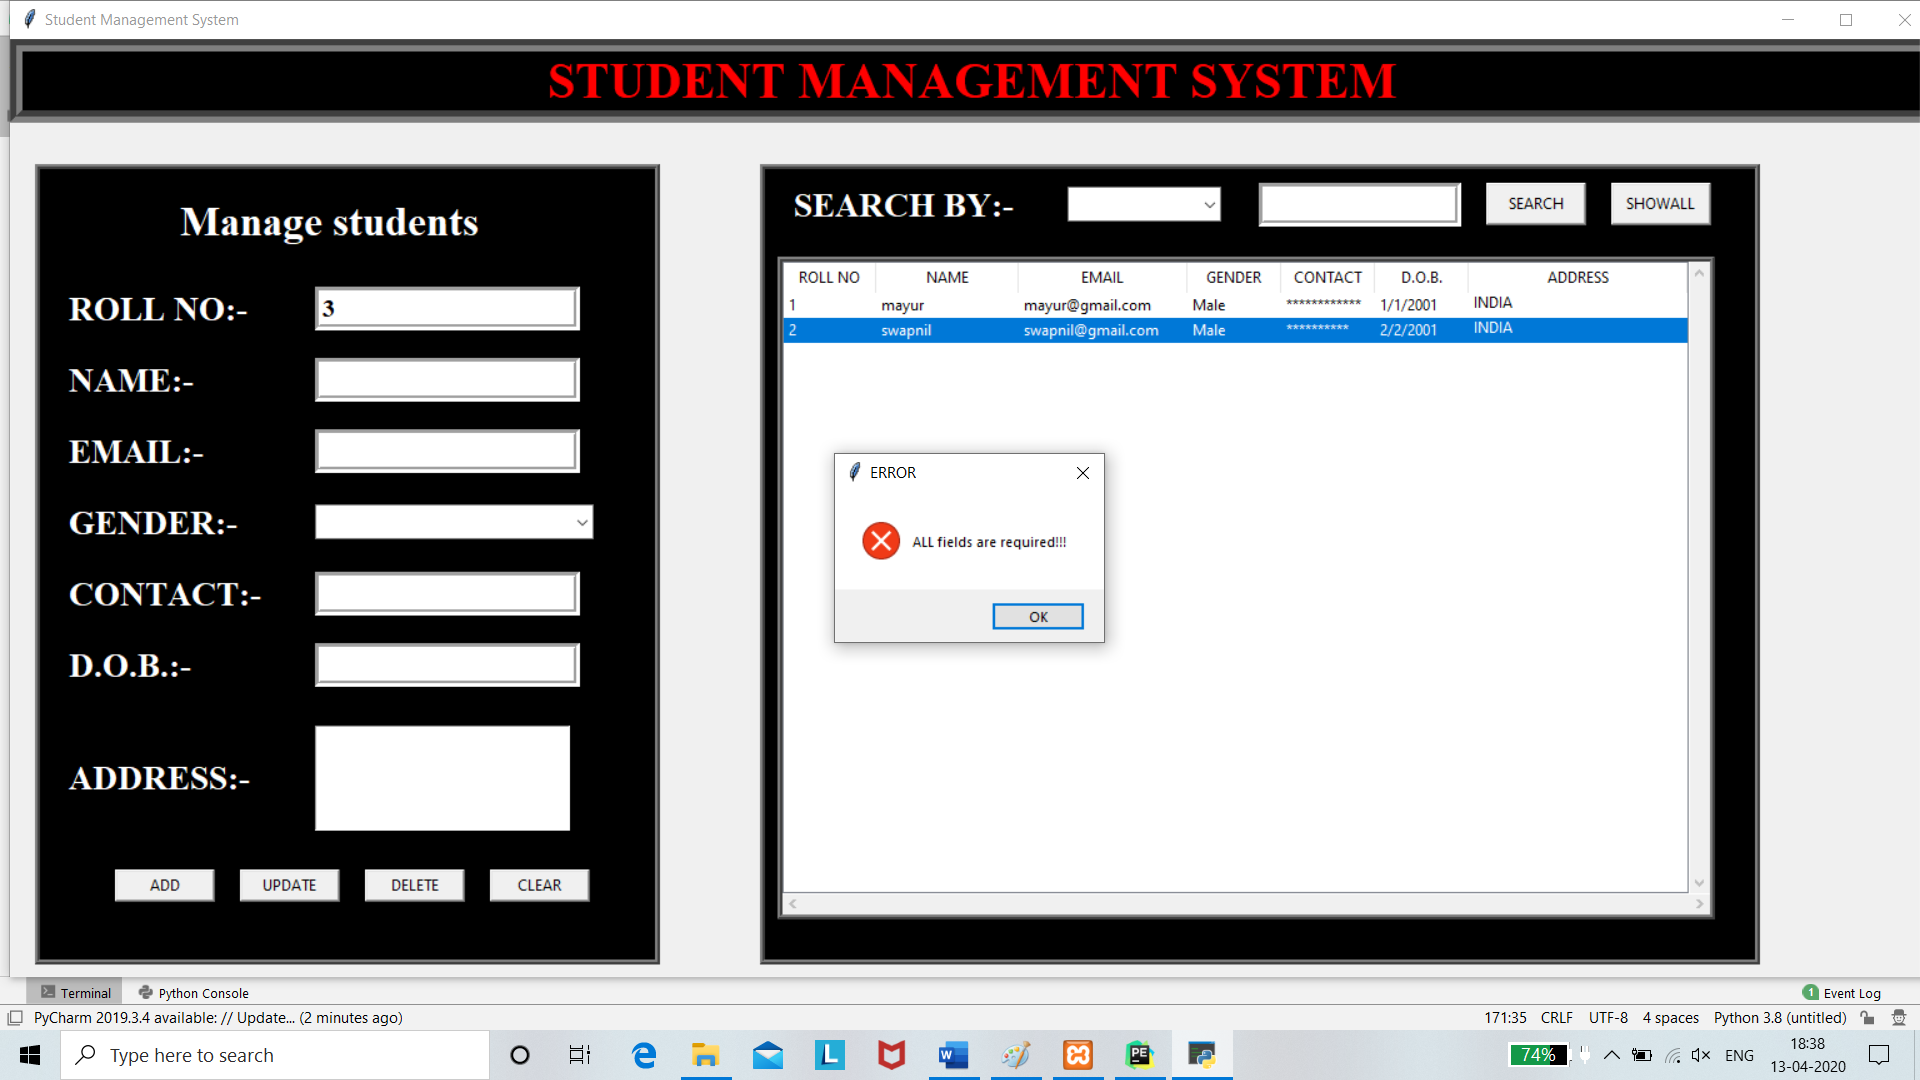 Student Management System
STUDENT MANAGEMENT SYSTEM
Manage students
ROLL NO:-
3
NAME:-
EMAIL:-
GENDER:-
CONTACT:-
D.O.B.:-
ADDRESS:-
ADD UPDATE DELETE CLEAR
SEARCH BY:-
SEARCH SHOWALL
ROLL NO NAME EMAIL GENDER CONTACT D.O.B. ADDRESS
1 mayur mayur@gmail.com Male ************ 1/1/2001 INDIA
2 swapnil swapnil@gmail.com Male ********** 2/2/2001 INDIA
ERROR
ALL fields are required!!!
OK
Terminal Python Console
1 Event Log
PyCharm 2019.3.4 available: // Update... (2 minutes ago)
171:35 CRLF UTF-8 4 spaces Python 3.8 (untitled)
Type here to search
L
W
PE
74%
ENG
18:38
13-04-2020